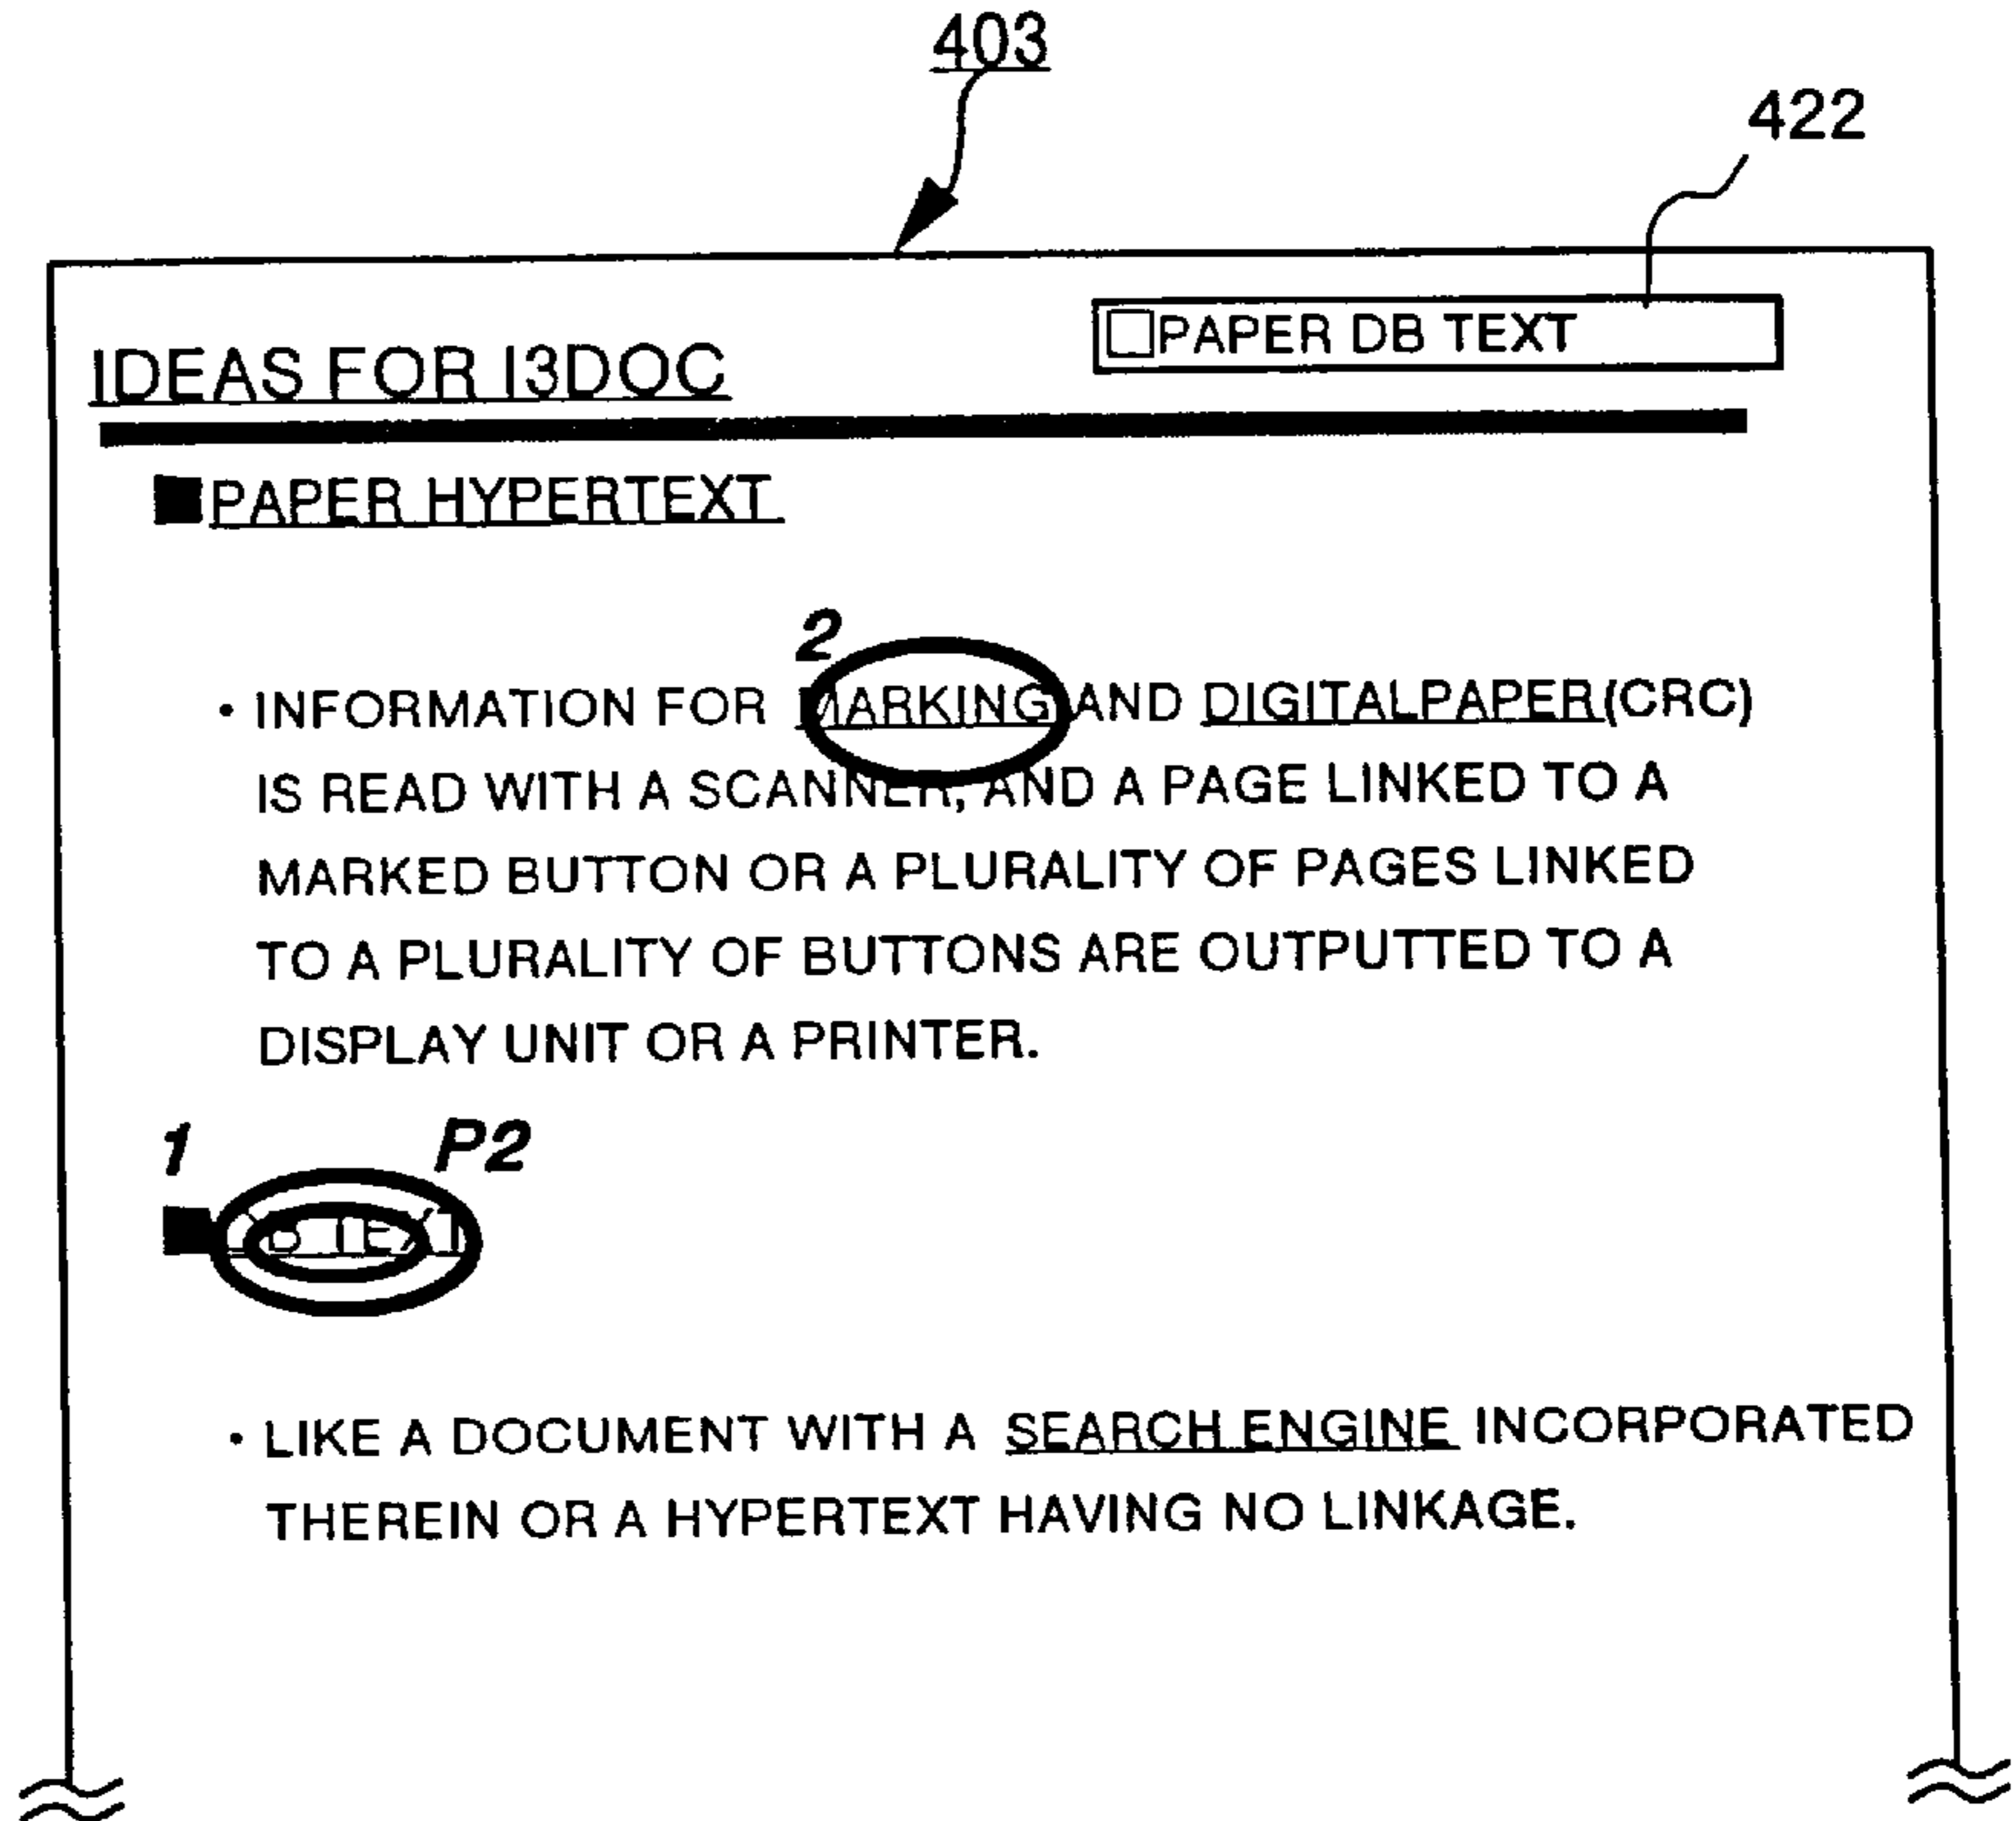 403
422
□PAPER DB TEXT
IDEAS FOR I3DOC
■PAPER HYPERTEXT
2
• INFORMATION FOR MARKING AND DIGITALPAPER(CRC)
IS READ WITH A SCANNER, AND A PAGE LINKED TO A
MARKED BUTTON OR A PLURALITY OF PAGES LINKED
TO A PLURALITY OF BUTTONS ARE OUTPUTTED TO A
DISPLAY UNIT OR A PRINTER.
1 P2
• LIKE A DOCUMENT WITH A SEARCH ENGINE INCORPORATED
THEREIN OR A HYPERTEXT HAVING NO LINKAGE.